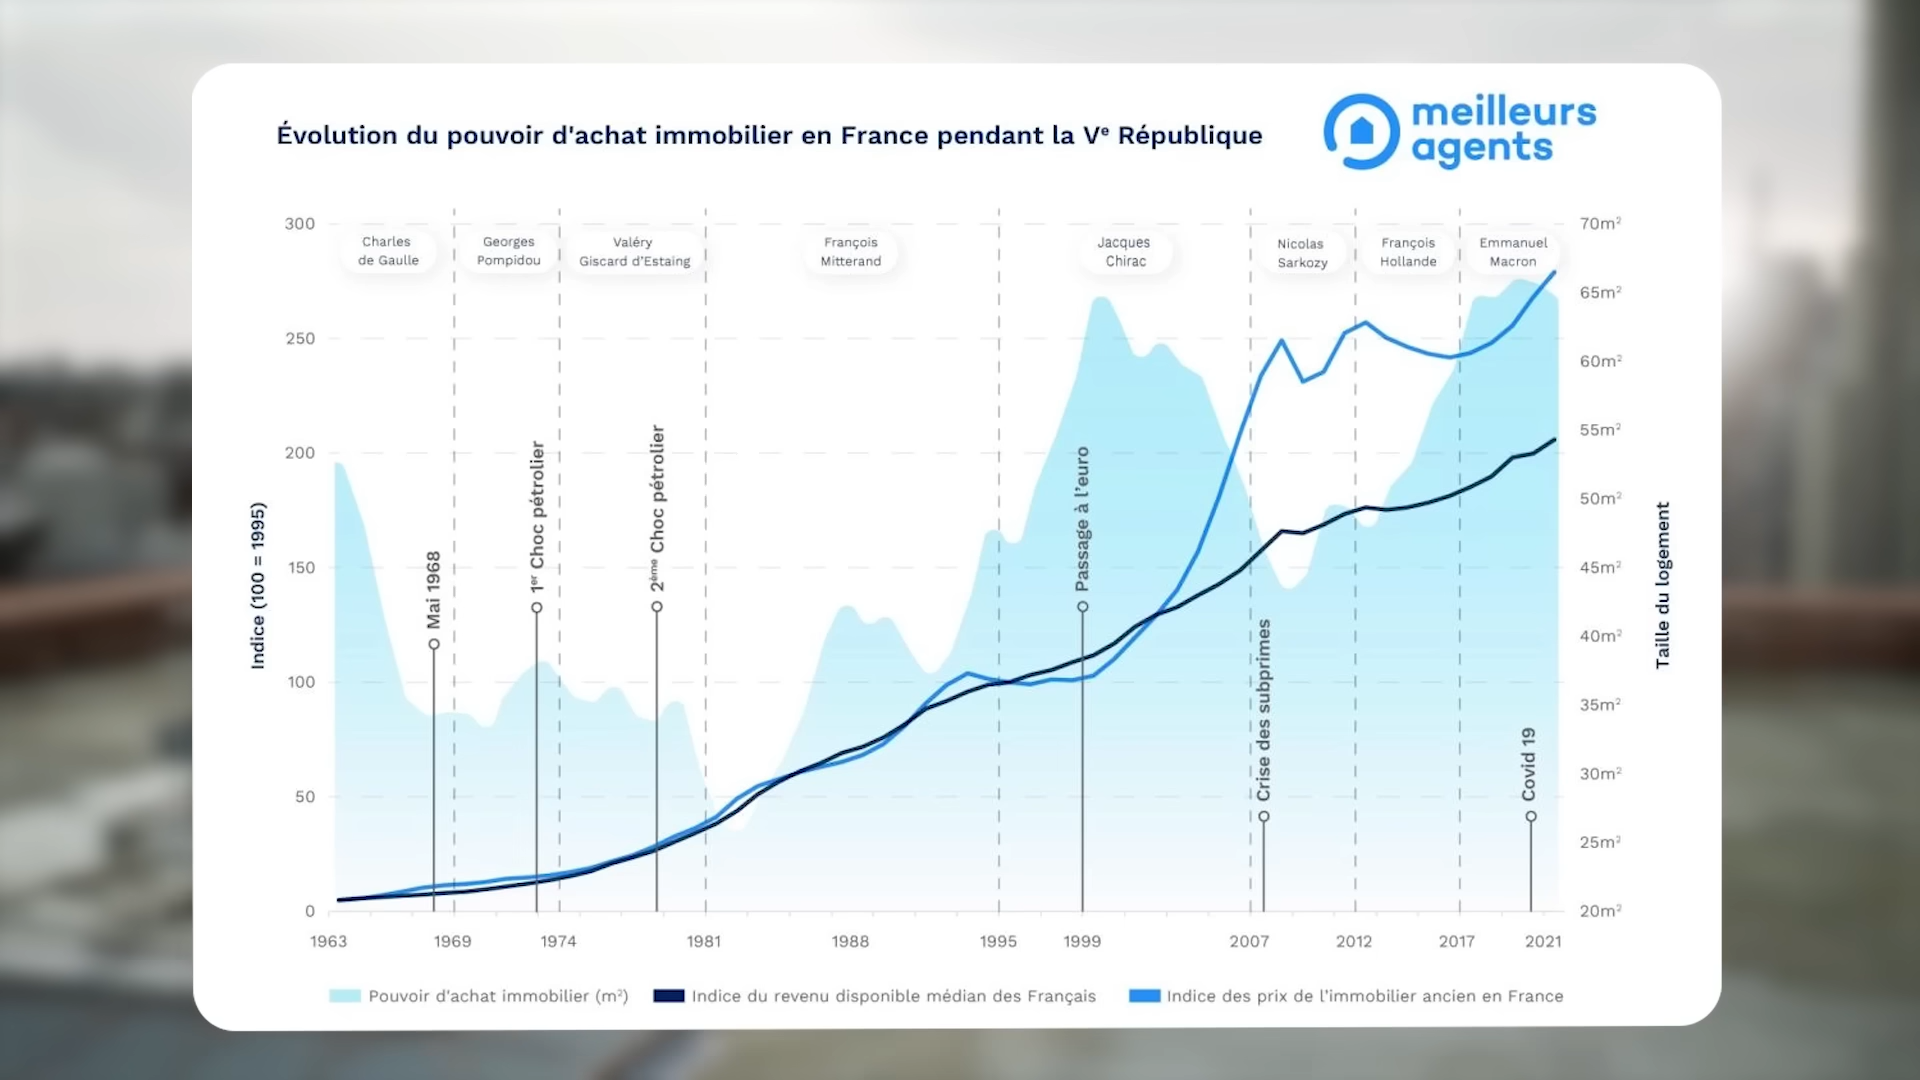 Évolution du pouvoir d'achat immobilier en France pendant la Vᵉ République
meilleurs
agents
300
250
200
150
100
50
0
Indice (100 = 1995)
Charles
de Gaulle
Georges
Pompidou
Valéry
Giscard d'Estaing
François
Mitterand
Jacques
Chirac
Nicolas
Sarkozy
François
Hollande
Emmanuel
Macron
Mai 1968
1ᵉʳ Choc pétrolier
2ᵉᵐᵉ Choc pétrolier
Passage à l'euro
Crise des subprimes
Covid 19
70m²
65m²
60m²
55m²
50m²
45m²
40m²
35m²
30m²
25m²
20m²
Taille du logement
1963 1969 1974 1981 1988 1995 1999 2007 2012 2017 2021
Pouvoir d'achat immobilier (m²) Indice du revenu disponible médian des Français Indice des prix de l'immobilier ancien en France